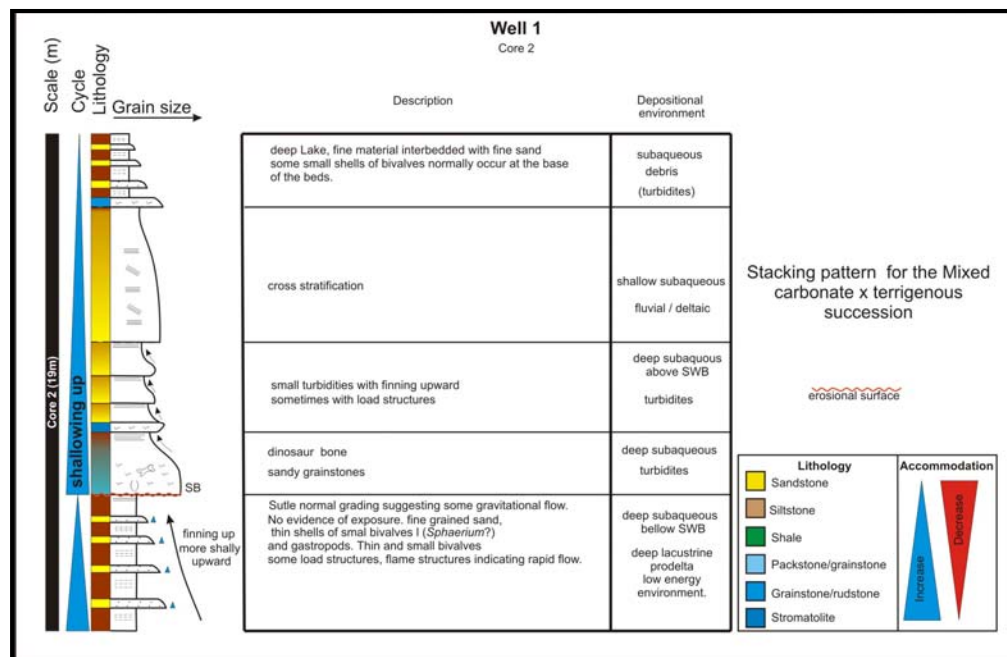 Well 1
Core 2
Scale (m)
Cycle
Lithology
Grain size
Description
Depositional
environment
deep Lake, fine material interbedded with fine sand
some small shells of bivalves normally occur at the base
of the beds.
subaqueous
debris
(turbidites)
cross stratification
shallow subaqueous
fluvial / deltaic
Stacking pattern for the Mixed
carbonate x terrigenous
succession
erosional surface
Core 2 (19m)
shallowing up
small turbidities with finning upward
sometimes with load structures
deep subaquous
above SWB
turbidites
dinosaur bone
sandy grainstones
deep subaqueous
turbidites
SB
finning up
more shally
upward
Sutle normal grading suggesting some gravitational flow.
No evidence of exposure. fine grained sand,
thin shells of smal bivalves l (Sphaerium?)
and gastropods. Thin and small bivalves
some load structures, flame structures indicating rapid flow.
deep subaqueous
bellow SWB
deep lacustrine
prodelta
low energy
environment.
Lithology
Sandstone
Siltstone
Shale
Packstone/grainstone
Grainstone/rudstone
Stromatolite
Accommodation
Increase
Decrease